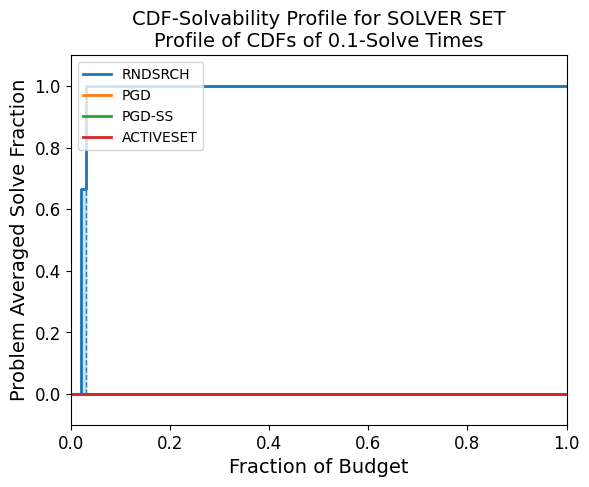 CDF-Solvability Profile for SOLVER SET
Profile of CDFs of 0.1-Solve Times
RNDSRCH
PGD
PGD-SS
ACTIVESET
Problem Averaged Solve Fraction
1.0
0.8
0.6
0.4
0.2
0.0
0.0 0.2 0.4 0.6 0.8 1.0
Fraction of Budget